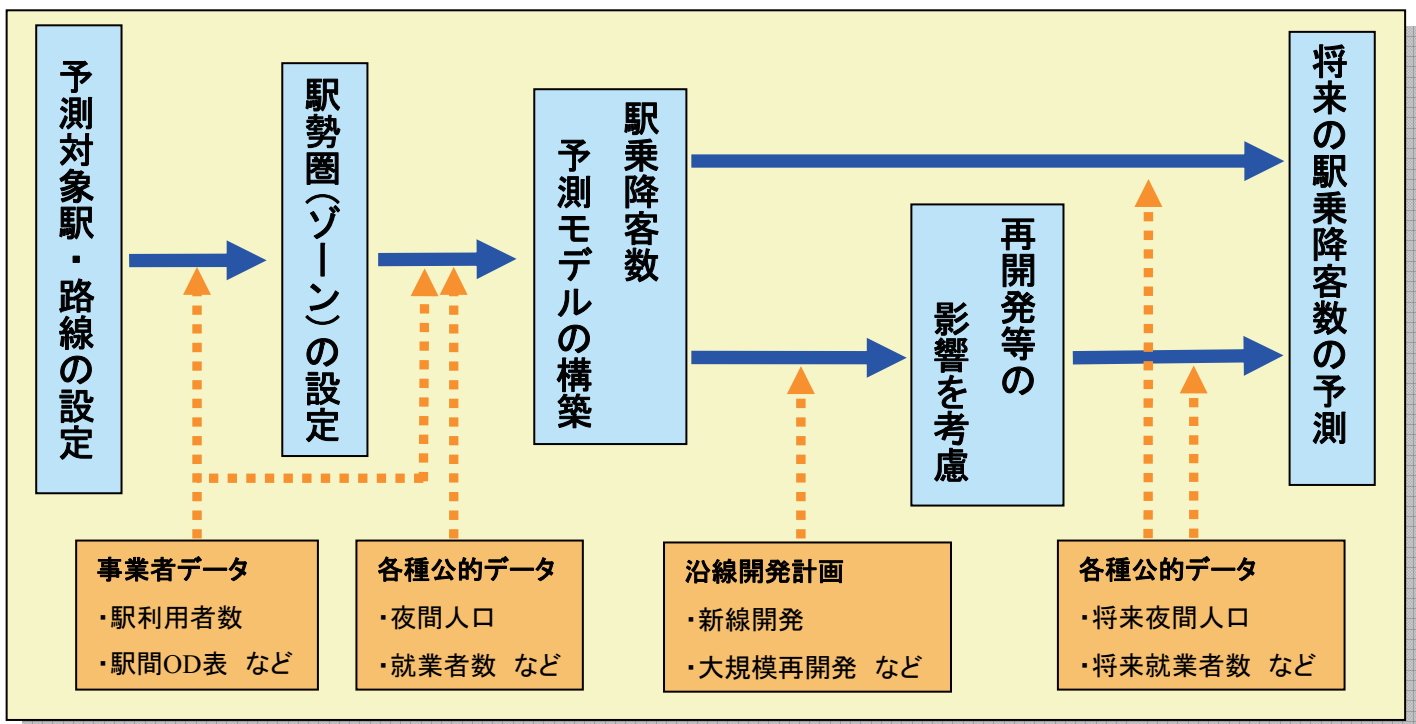 予測対象駅・路線の設定
駅勢圏（ゾーン）の設定
駅乗降客数
予測モデルの構築
再開発等の
影響を考慮
将来の駅乗降客数の予測
事業者データ
・駅利用者数
・駅間OD表　など
各種公的データ
・夜間人口
・就業者数　など
沿線開発計画
・新線開発
・大規模再開発　など
各種公的データ
・将来夜間人口
・将来就業者数　など